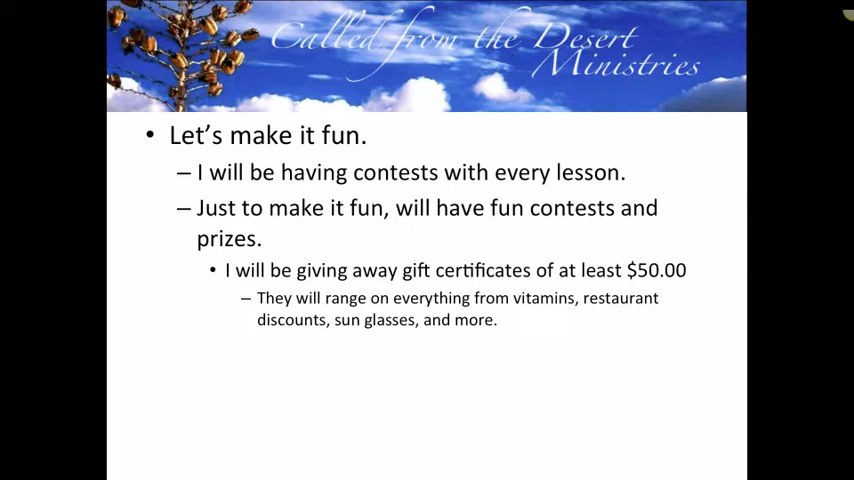 Called from the Desert
Ministries
• Let's make it fun.
– I will be having contests with every lesson.
– Just to make it fun, will have fun contests and
prizes.
• I will be giving away gift certificates of at least $50.00
– They will range on everything from vitamins, restaurant
discounts, sun glasses, and more.